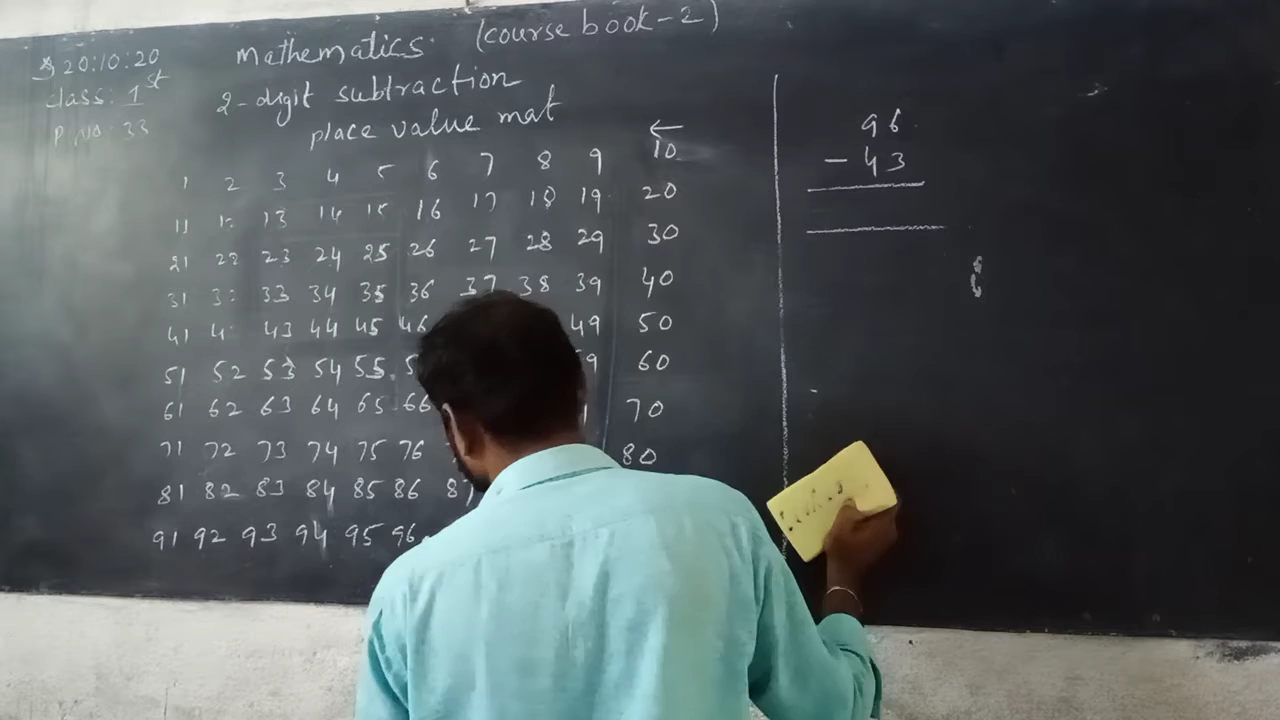 20:10:20
Mathematics (course book-2)
class: 1st
2-digit subtraction
P.No: 33
place value mat
←
1 2 3 4 5 6 7 8 9 10
11 13 14 15 16 17 18 19 20
21 22 23 24 25 26 27 28 29 30
31 33 34 35 36 37 38 39 40
41 43 44 45 46 49 50
51 52 53 54 55 60
61 62 63 64 65 66 70
71 72 73 74 75 76 80
81 82 83 84 85 86 87
91 92 93 94 95 96
96
- 43